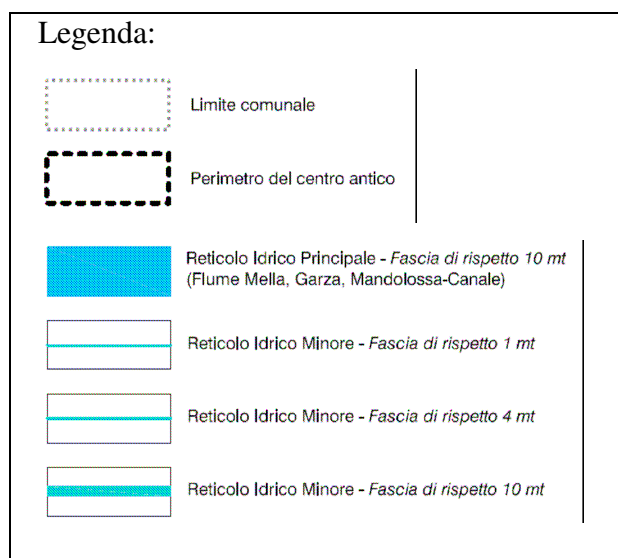 Legenda:
Limite comunale
Perimetro del centro antico
Reticolo Idrico Principale - Fascia di rispetto 10 mt
(Fiume Mella, Garza, Mandolossa-Canale)
Reticolo Idrico Minore - Fascia di rispetto 1 mt
Reticolo Idrico Minore - Fascia di rispetto 4 mt
Reticolo Idrico Minore - Fascia di rispetto 10 mt